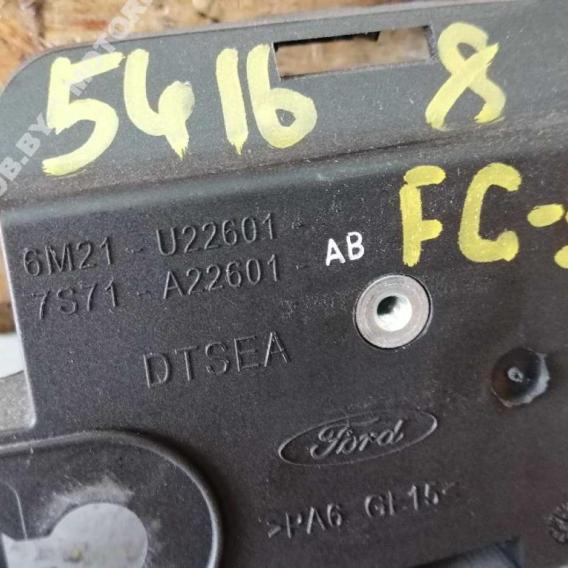 5416 8
FC-
6M21 - U22601 -
7S71 - A22601 - AB
DTSEA
Ford
>PA6 GF15<